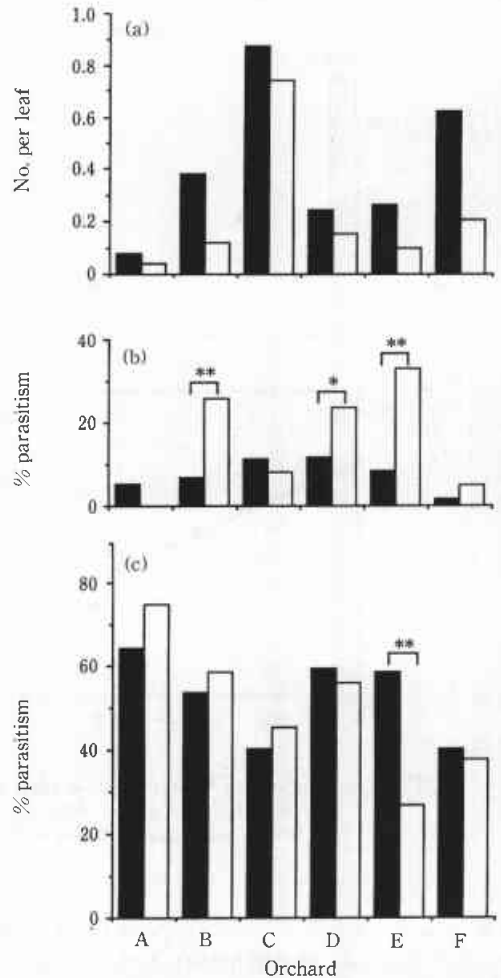 (a)
No. per leaf
1.0
0.8
0.6
0.4
0.2
0
(b)
% parasitism
40
20
0
** * **
(c)
% parasitism
80
60
40
20
0
**
A B C D E F
Orchard